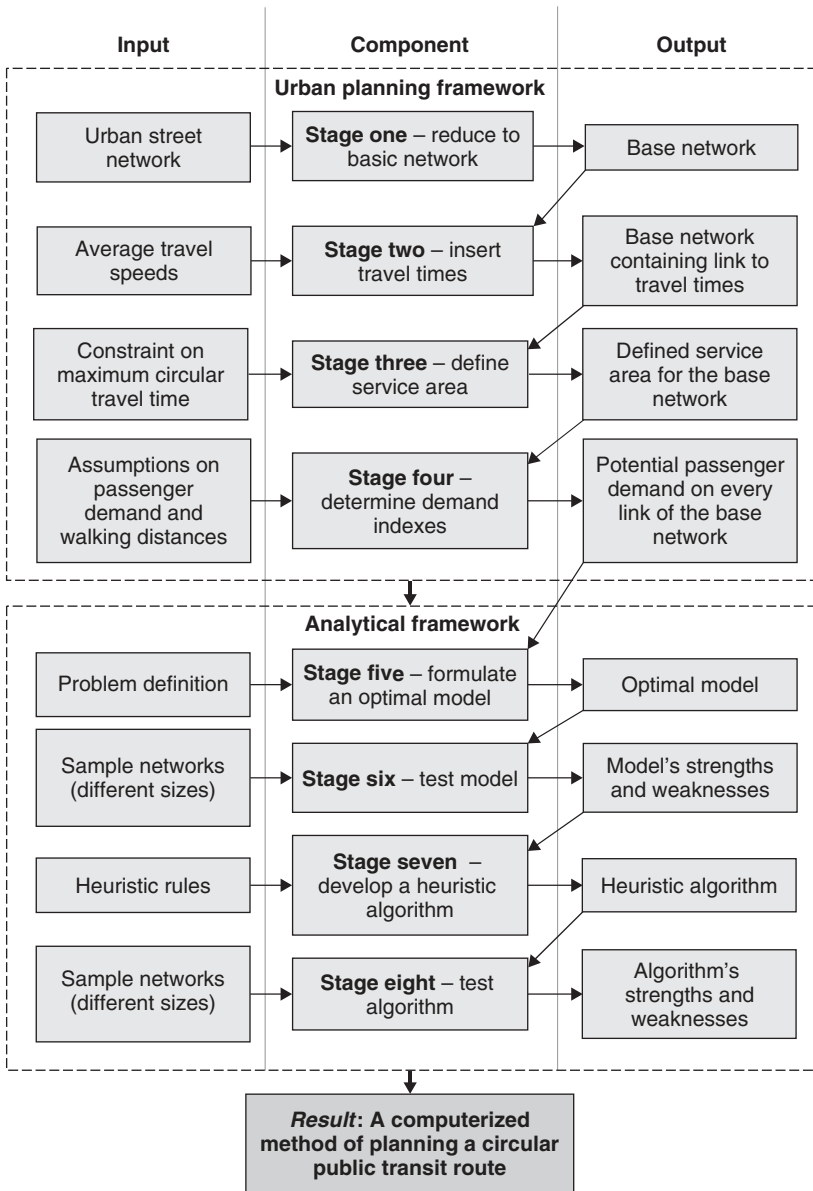 Input
Component
Output
Urban planning framework
Urban street
network
Stage one – reduce to
basic network
Base network
Average travel
speeds
Stage two – insert
travel times
Base network
containing link to
travel times
Constraint on
maximum circular
travel time
Stage three – define
service area
Defined service
area for the base
network
Assumptions on
passenger
demand and
walking distances
Stage four –
determine demand
indexes
Potential passenger
demand on every
link of the base
network
Analytical framework
Problem definition
Stage five – formulate
an optimal model
Optimal model
Sample networks
(different sizes)
Stage six – test model
Model's strengths
and weaknesses
Heuristic rules
Stage seven –
develop a heuristic
algorithm
Heuristic algorithm
Sample networks
(different sizes)
Stage eight – test
algorithm
Algorithm's
strengths and
weaknesses
Result: A computerized
method of planning a circular
public transit route